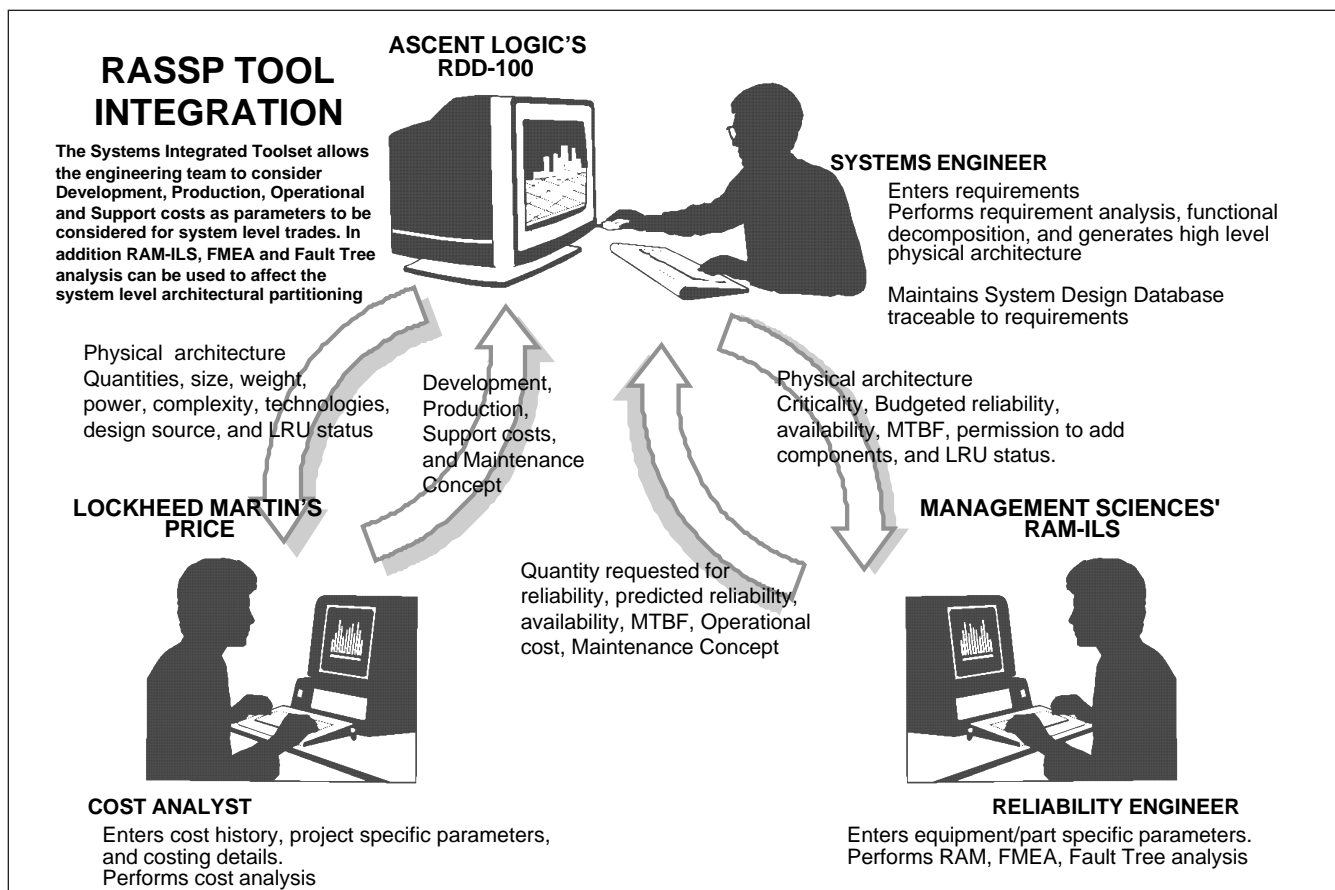 RASSP TOOL
INTEGRATION
The Systems Integrated Toolset allows
the engineering team to consider
Development, Production, Operational
and Support costs as parameters to be
considered for system level trades. In
addition RAM-ILS, FMEA and Fault Tree
analysis can be used to affect the
system level architectural partitioning
ASCENT LOGIC'S
RDD-100
SYSTEMS ENGINEER
Enters requirements
Performs requirement analysis, functional
decomposition, and generates high level
physical architecture
Maintains System Design Database
traceable to requirements
Physical architecture
Quantities, size, weight,
power, complexity, technologies,
design source, and LRU status
Development,
Production,
Support costs,
and Maintenance
Concept
Physical architecture
Criticality, Budgeted reliability,
availability, MTBF, permission to add
components, and LRU status.
LOCKHEED MARTIN'S
PRICE
MANAGEMENT SCIENCES'
RAM-ILS
Quantity requested for
reliability, predicted reliability,
availability, MTBF, Operational
cost, Maintenance Concept
COST ANALYST
Enters cost history, project specific parameters,
and costing details.
Performs cost analysis
RELIABILITY ENGINEER
Enters equipment/part specific parameters.
Performs RAM, FMEA, Fault Tree analysis